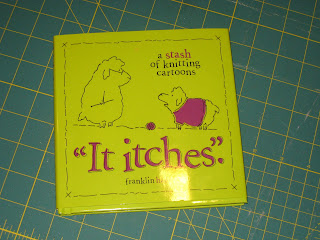 a stash
of knitting
cartoons
"It itches".
franklin